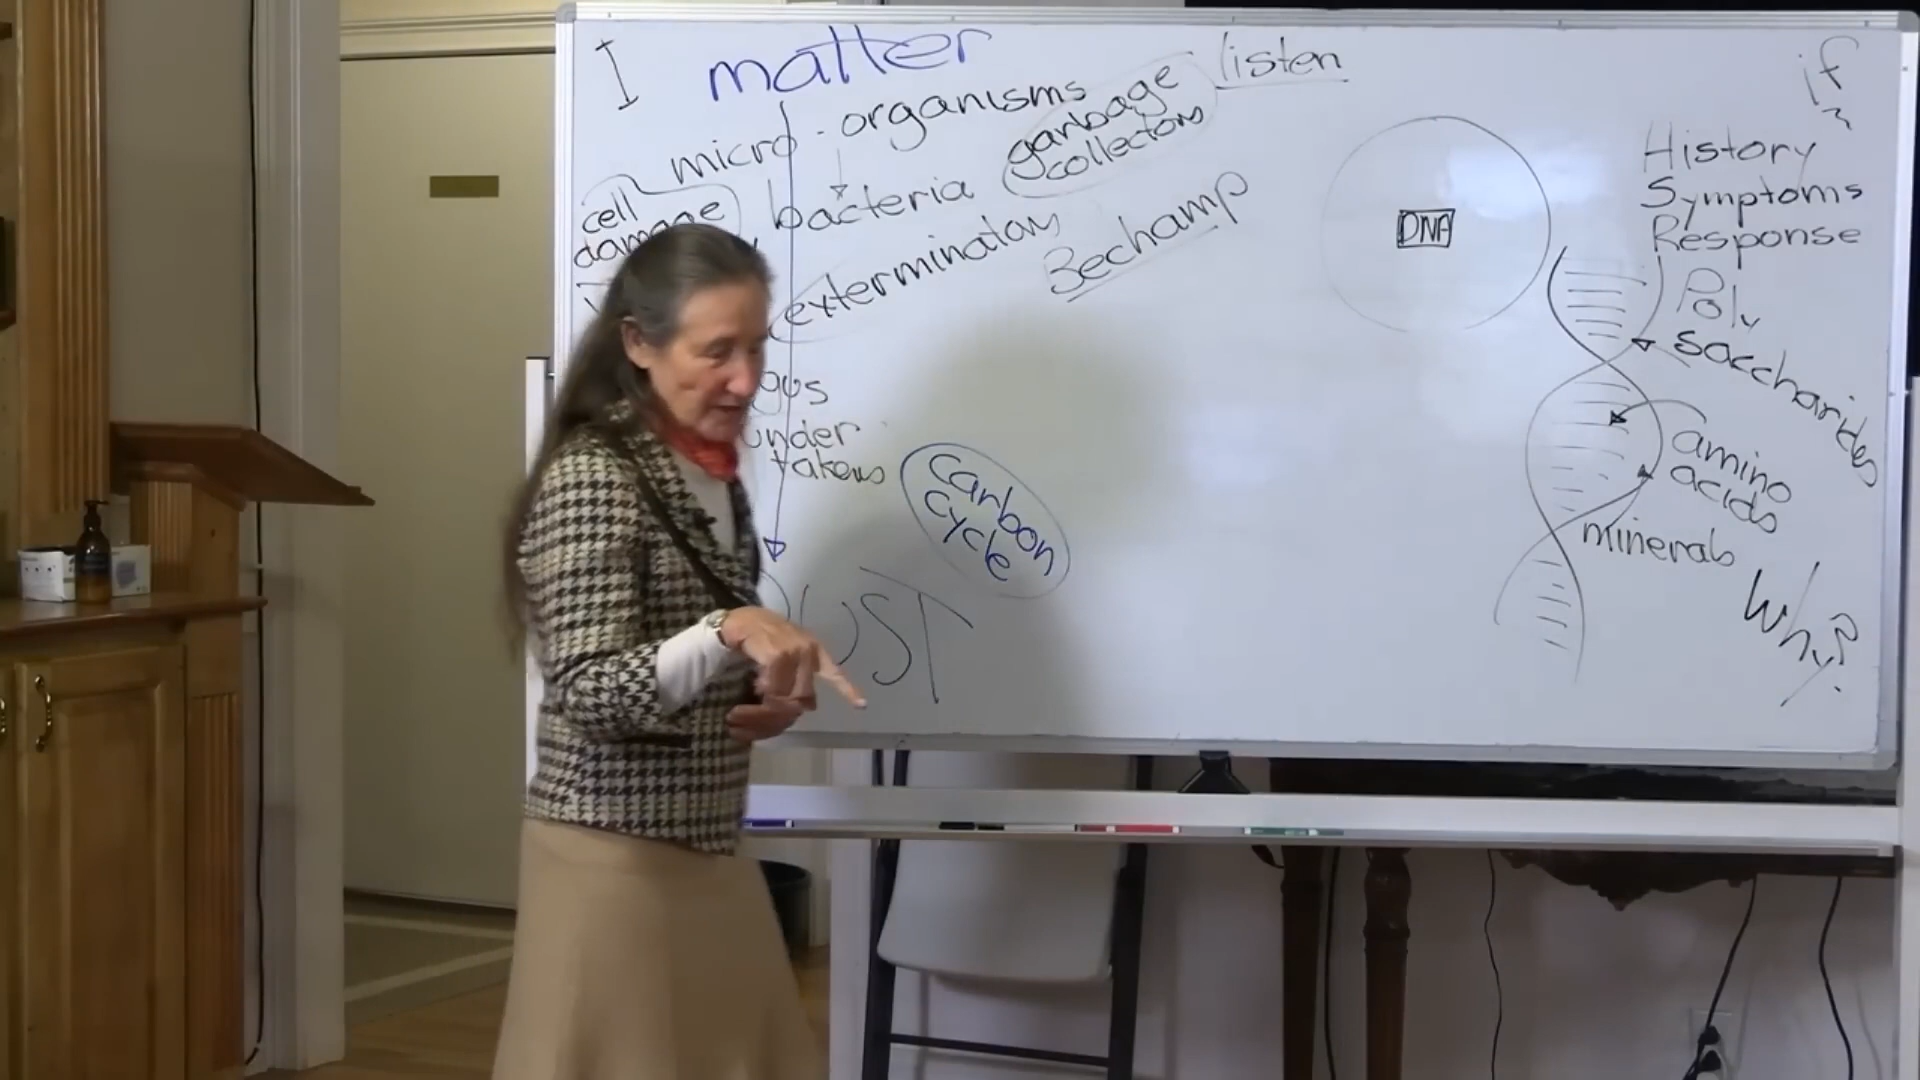 I matter
listen
if
micro-organisms
garbage
collectors
cell
damage
bacteria
exterminators
Bechamp
under
takers
carbon
cycle
UST
DNA
History
Symptoms
Response
Poly
saccharides
amino
acids
minerals
Why?